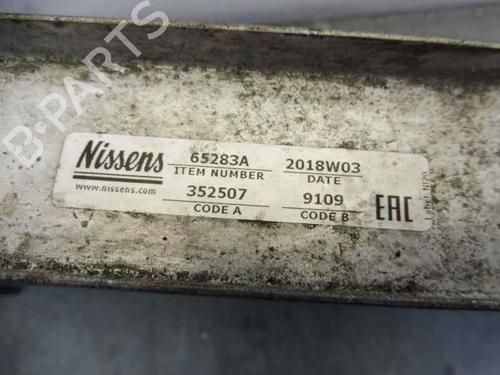 Nissens 65283A 2018W03
ITEM NUMBER DATE
www.nissens.com 352507 9109 EAC
CODE A CODE B
B-Parts